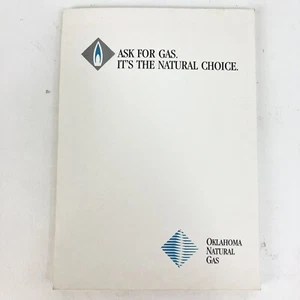 ASK FOR GAS.
IT'S THE NATURAL CHOICE.
OKLAHOMA
NATURAL
GAS